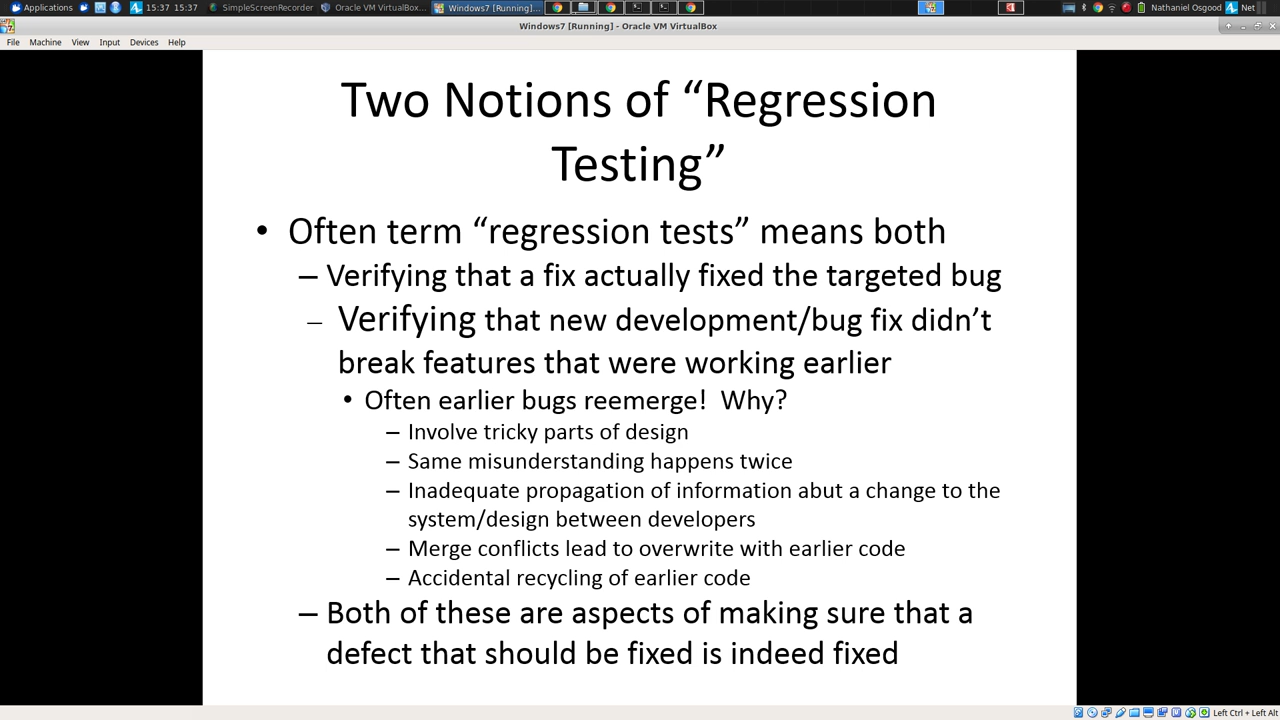 Applications
15:37 15:37
SimpleScreenRecorder
Oracle VM VirtualBox...
Windows7 [Running]...
Nathaniel Osgood
Net
Windows7 [Running] - Oracle VM VirtualBox
File Machine View Input Devices Help
Two Notions of “Regression
Testing”
• Often term “regression tests” means both
– Verifying that a fix actually fixed the targeted bug
– Verifying that new development/bug fix didn’t
break features that were working earlier
• Often earlier bugs reemerge! Why?
– Involve tricky parts of design
– Same misunderstanding happens twice
– Inadequate propagation of information abut a change to the
system/design between developers
– Merge conflicts lead to overwrite with earlier code
– Accidental recycling of earlier code
– Both of these are aspects of making sure that a
defect that should be fixed is indeed fixed
Left Ctrl + Left Alt